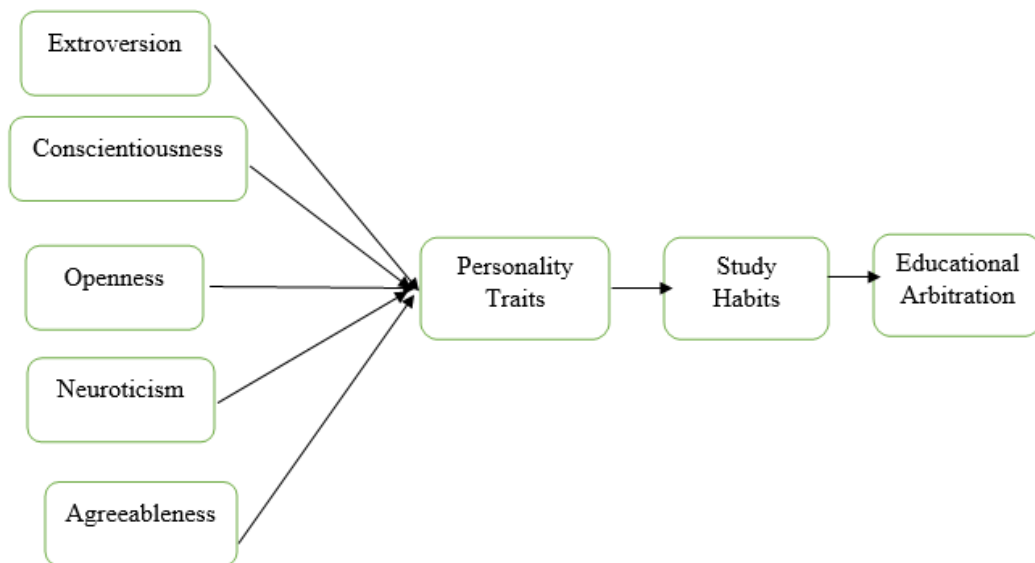 Extroversion
Conscientiousness
Openness
Neuroticism
Agreeableness
Personality
Traits
Study
Habits
Educational
Arbitration